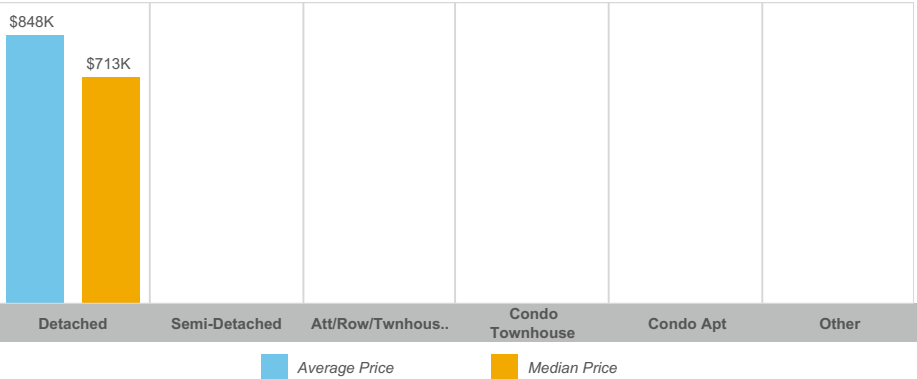 $848K
$713K
Detached
Semi-Detached
Att/Row/Twnhous..
Condo
Townhouse
Condo Apt
Other
Average Price
Median Price